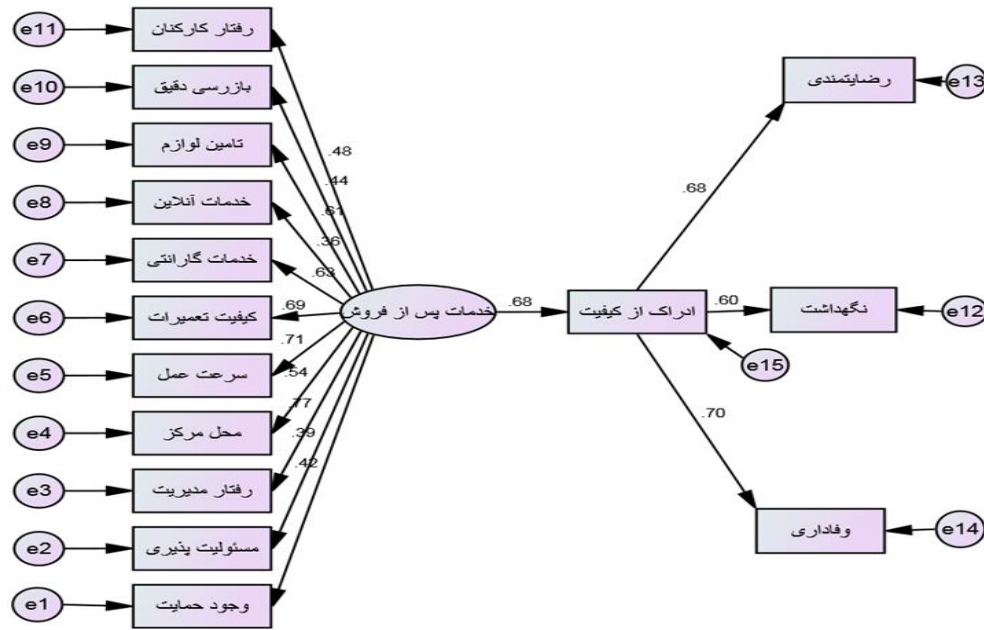 e11
رفتار کارکنان
e10
بازرسی دقیق
e9
تامین لوازم
e8
خدمات آنلاین
e7
خدمات گارانتی
e6
کیفیت تعمیرات
e5
سرعت عمل
e4
محل مرکز
e3
رفتار مدیریت
e2
مسئولیت پذیری
e1
وجود حمایت
.48
.44
.61
.36
.63
.69
.71
.54
.77
.39
.42
خدمات پس از فروش
.68
ادراک از کیفیت
e15
.68
.60
.70
رضایتمندی
e13
نگهداشت
e12
وفاداری
e14